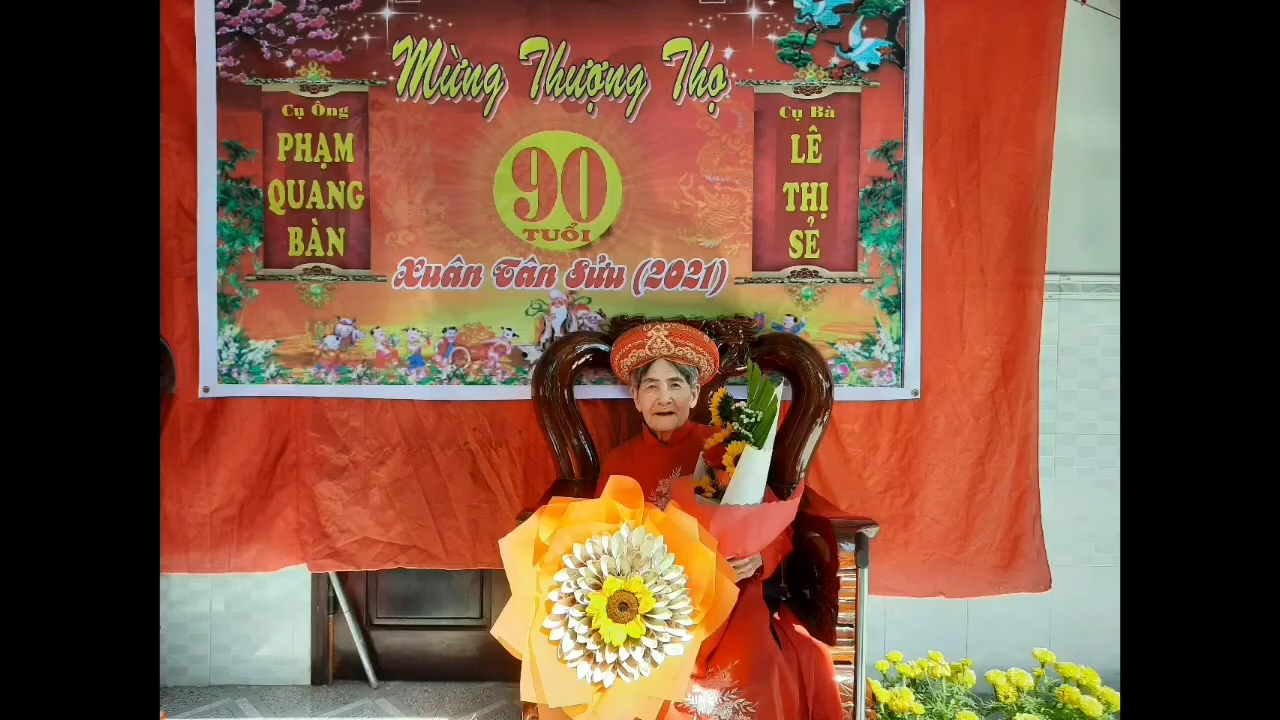 Mừng Thượng Thọ
Cụ Ông
PHẠM
QUANG
BÀN
90
TUỔI
Cụ Bà
LÊ
THỊ
SẺ
Xuân Tân Sửu (2021)